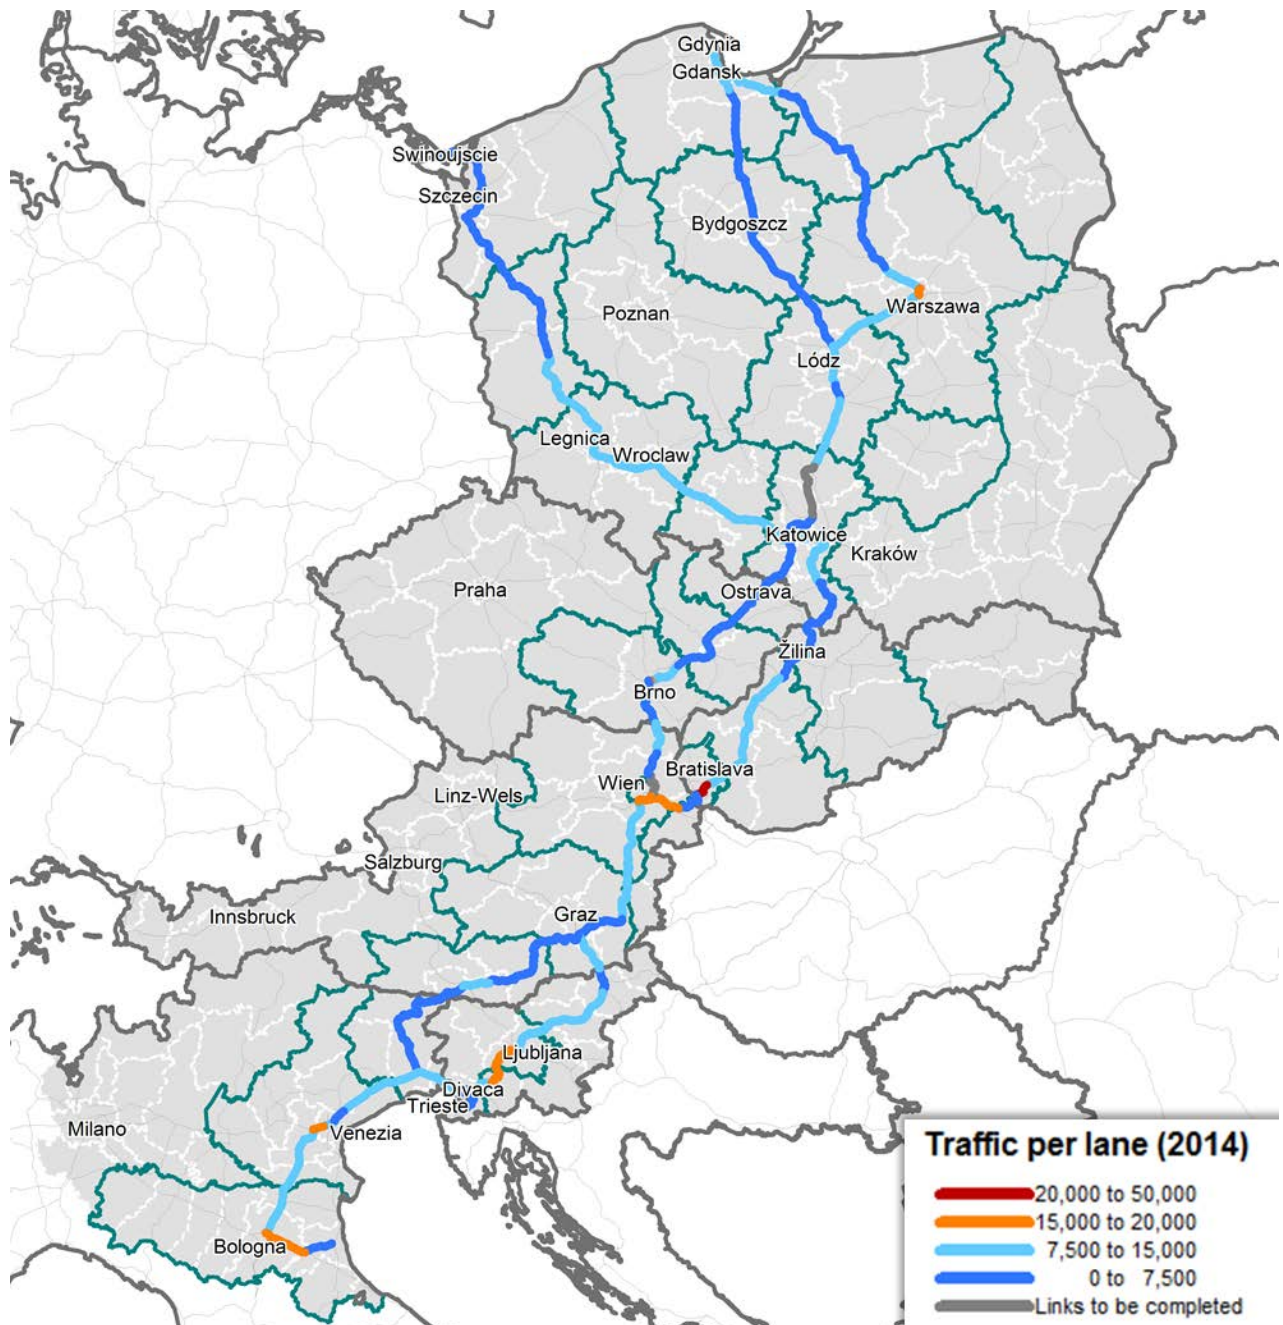 Gdynia
Gdansk
Swinoujscie
Szczecin
Bydgoszcz
Warszawa
Poznan
Lódz
Legnica
Wroclaw
Katowice
Kraków
Praha
Ostrava
Žilina
Brno
Bratislava
Wien
Linz-Wels
Salzburg
Innsbruck
Graz
Ljubljana
Divaca
Trieste
Milano
Venezia
Bologna
Traffic per lane (2014)
20,000 to 50,000
15,000 to 20,000
7,500 to 15,000
0 to 7,500
Links to be completed